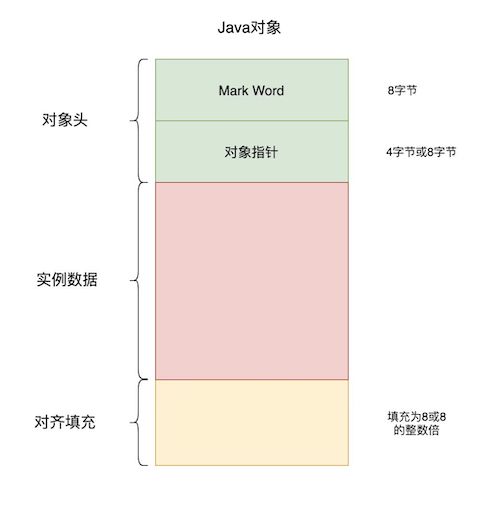 Java对象
对象头
Mark Word
8字节
对象指针
4字节或8字节
实例数据
对齐填充
填充为8或8
的整数倍